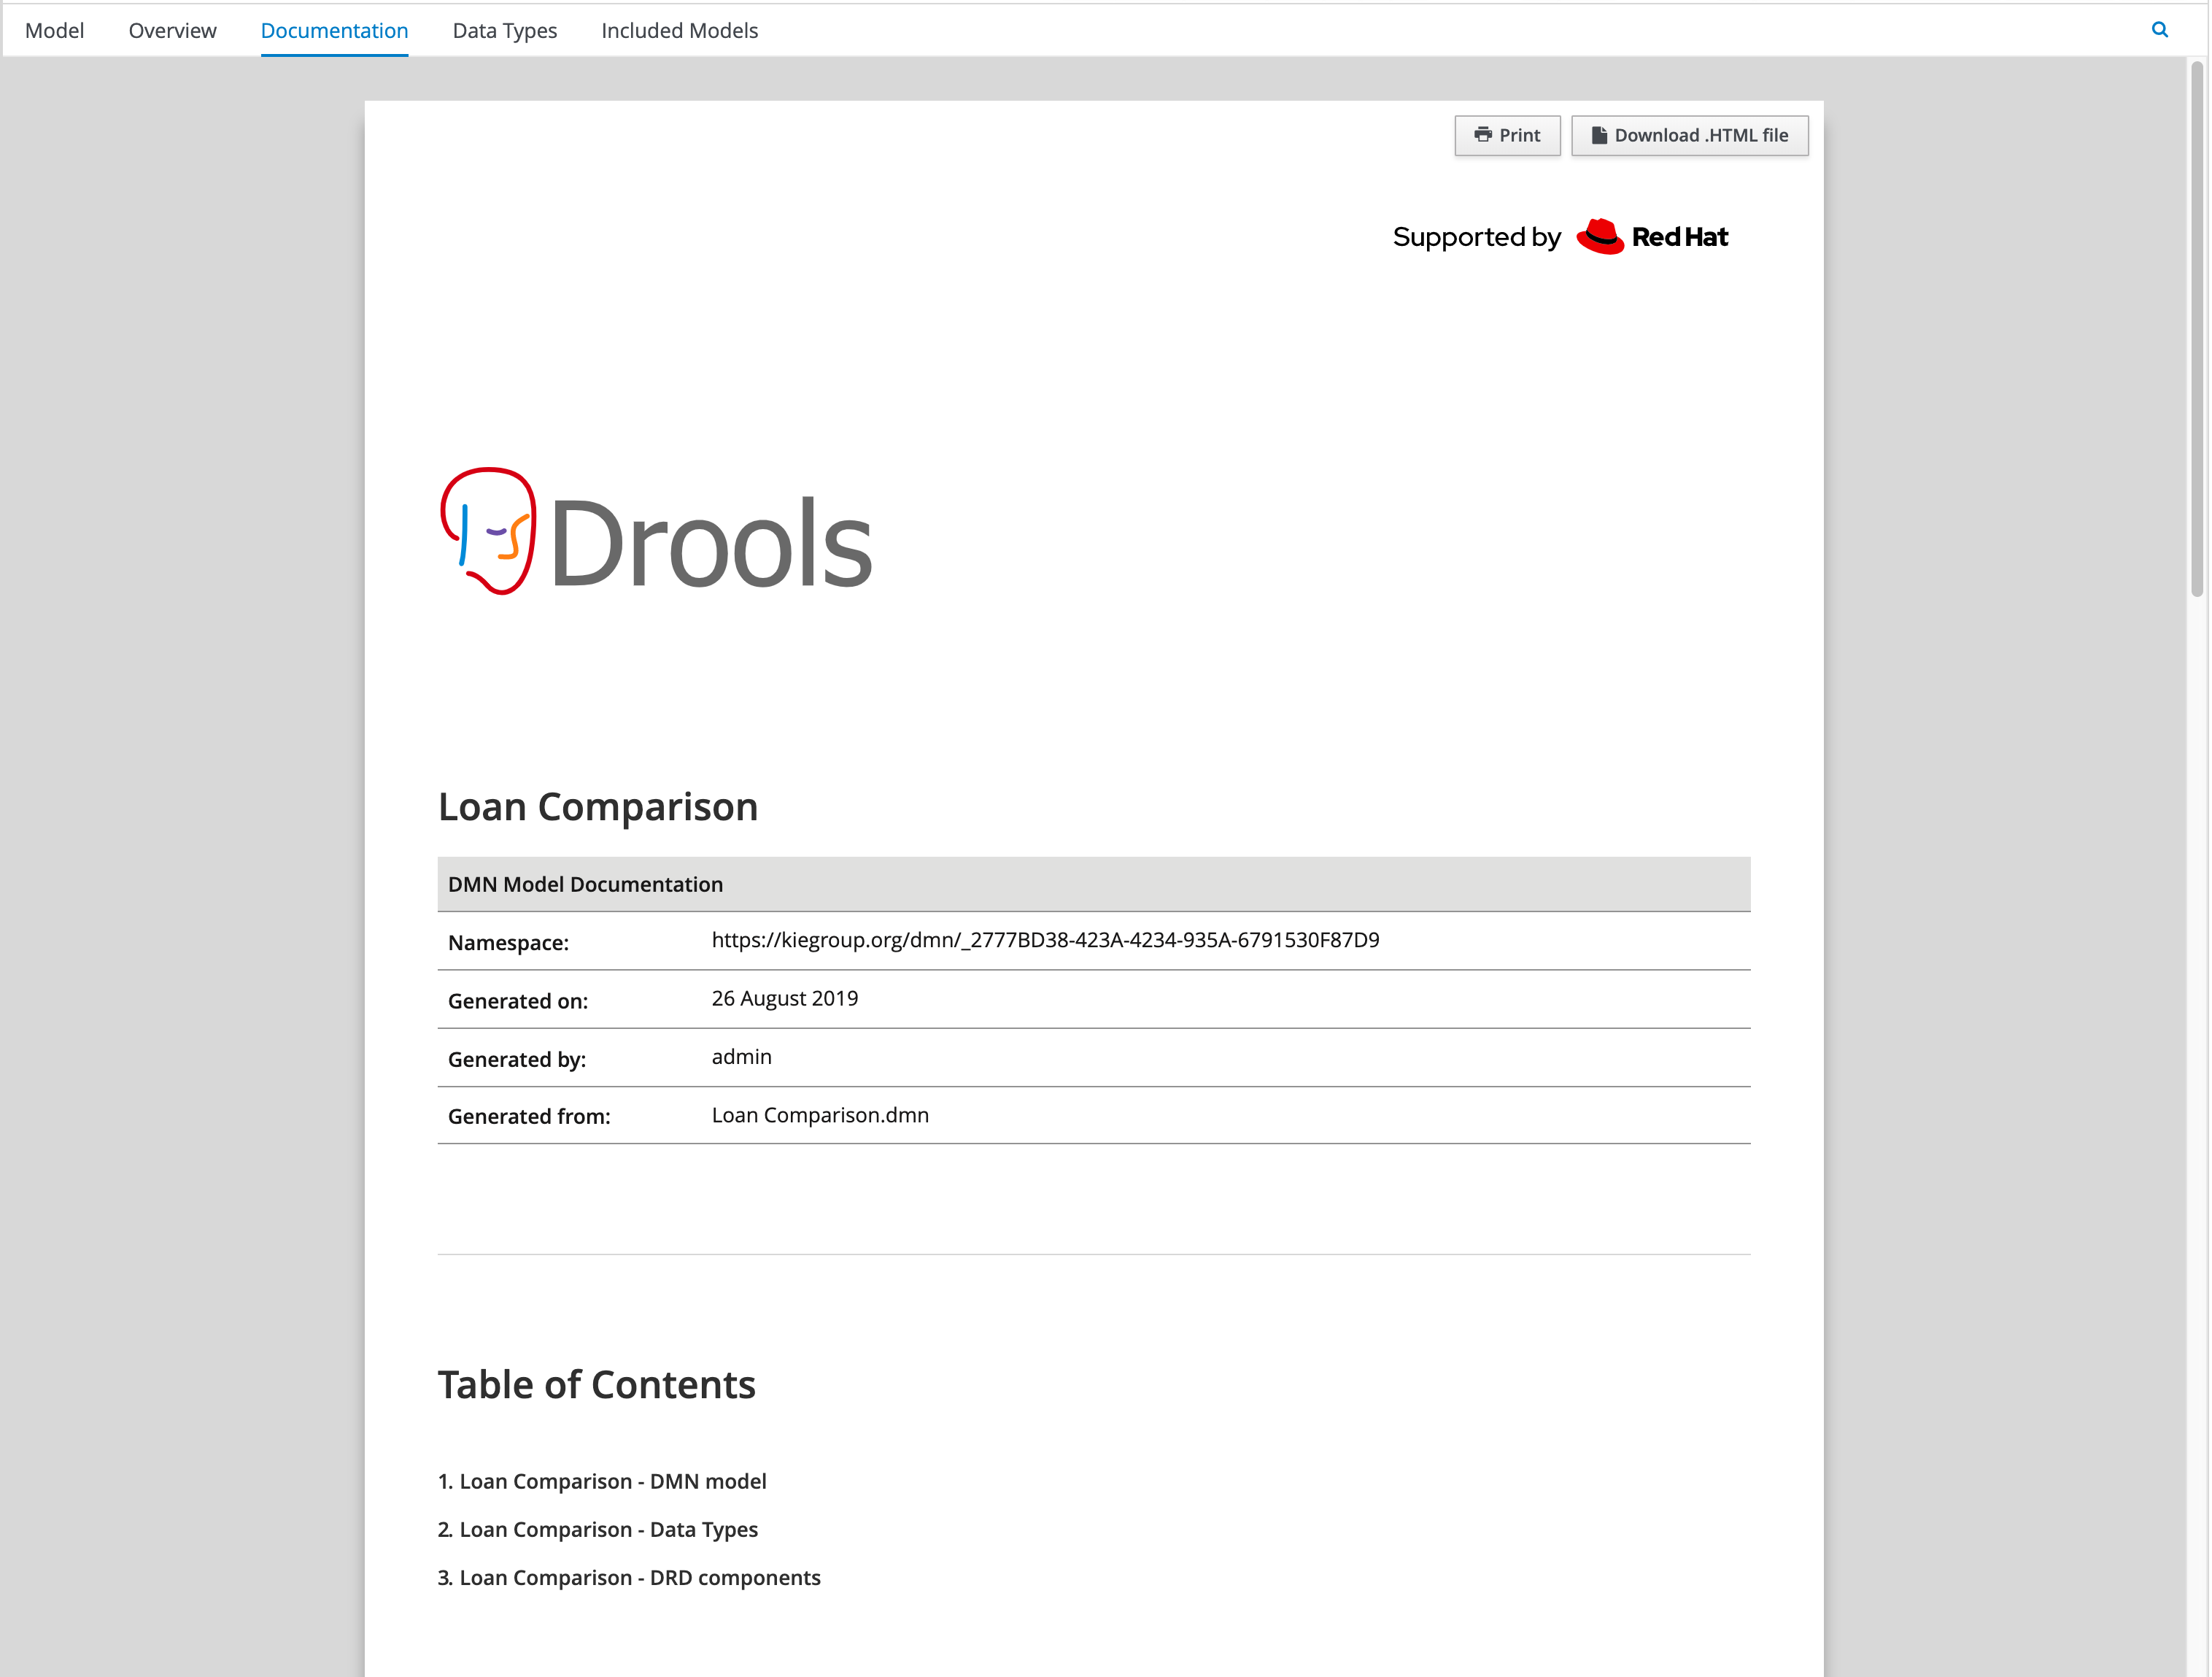 Model Overview Documentation Data Types Included Models
Print Download .HTML file
Supported by Red Hat
Drools
Loan Comparison
DMN Model Documentation
Namespace: https://kiegroup.org/dmn/_2777BD38-423A-4234-935A-6791530F87D9
Generated on: 26 August 2019
Generated by: admin
Generated from: Loan Comparison.dmn
Table of Contents
1. Loan Comparison - DMN model
2. Loan Comparison - Data Types
3. Loan Comparison - DRD components